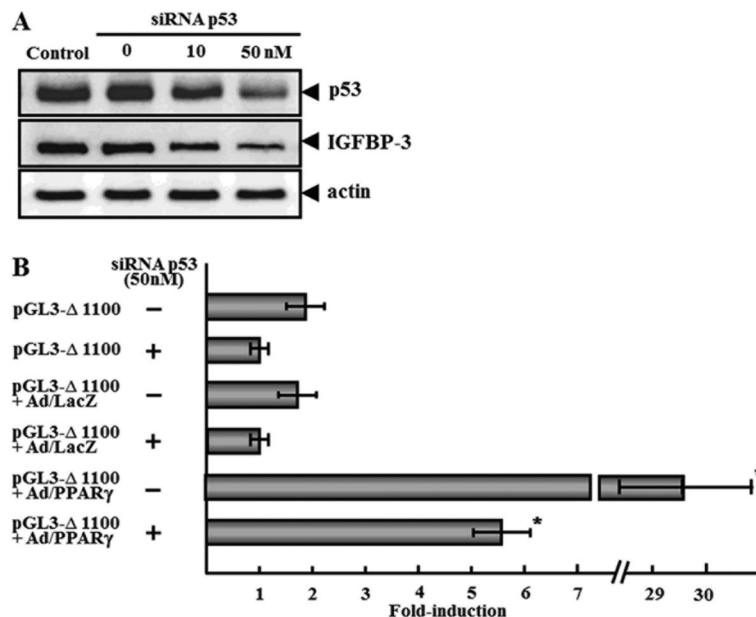 A
siRNA p53
Control 0 10 50 nM
p53
IGFBP-3
actin
B
siRNA p53
(50nM)
pGL3-Δ 1100 −
pGL3-Δ 1100 +
pGL3-Δ 1100
+ Ad/LacZ −
pGL3-Δ 1100
+ Ad/LacZ +
pGL3-Δ 1100
+ Ad/PPARγ −
pGL3-Δ 1100
+ Ad/PPARγ +
*
1 2 3 4 5 6 7 // 29 30
Fold-induction